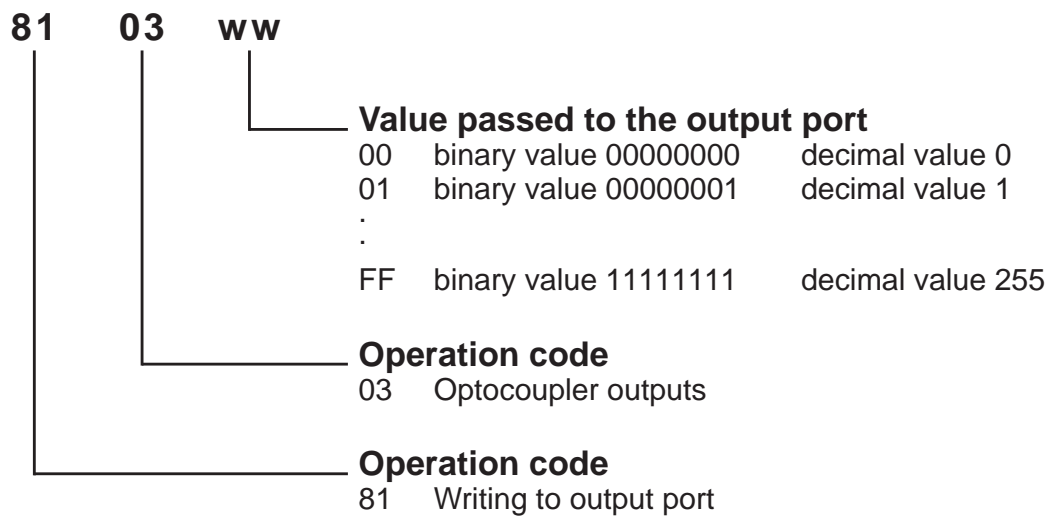 81 03 ww
Value passed to the output port
00 binary value 00000000 decimal value 0
01 binary value 00000001 decimal value 1
.
.
FF binary value 11111111 decimal value 255
Operation code
03 Optocoupler outputs
Operation code
81 Writing to output port